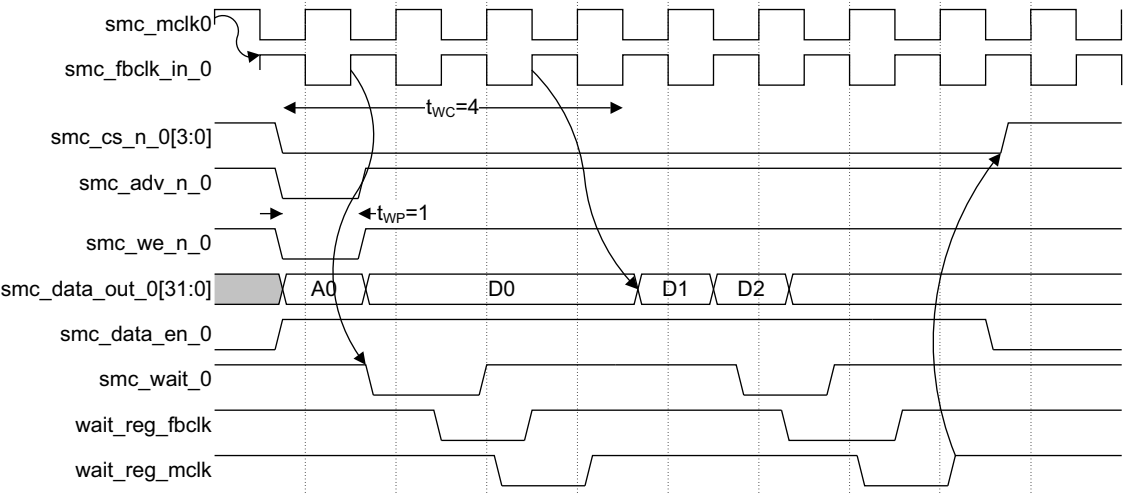 smc_mclk0
smc_fbclk_in_0
tWC=4
smc_cs_n_0[3:0]
smc_adv_n_0
tWP=1
smc_we_n_0
smc_data_out_0[31:0] A0 D0 D1 D2
smc_data_en_0
smc_wait_0
wait_reg_fbclk
wait_reg_mclk